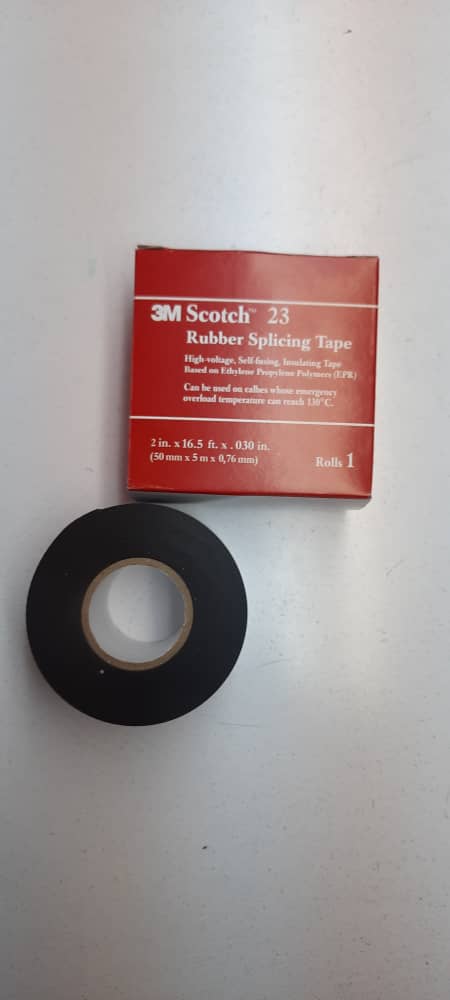 3M Scotch™ 23
Rubber Splicing Tape
High-voltage, Self-fusing, Insulating Tape
Based on Ethylene Propylene Polymers (EPR)
Can be used on calbes whose emergency
overload temperature can reach 130°C.
2 in. x 16.5 ft. x . 030 in.
(50 mm x 5 m x 0,76 mm)
Rolls 1